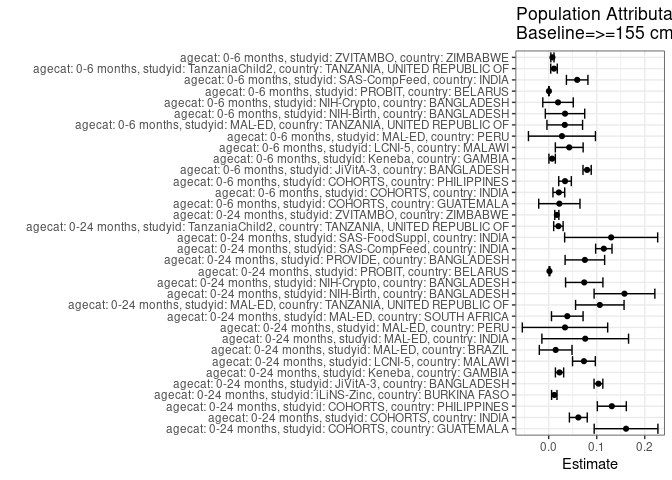 Population Attributa
Baseline=>=155 cm
agecat: 0-6 months, studyid: ZVITAMBO, country: ZIMBABWE
agecat: 0-6 months, studyid: TanzaniaChild2, country: TANZANIA, UNITED REPUBLIC OF
agecat: 0-6 months, studyid: SAS-CompFeed, country: INDIA
agecat: 0-6 months, studyid: PROBIT, country: BELARUS
agecat: 0-6 months, studyid: NIH-Crypto, country: BANGLADESH
agecat: 0-6 months, studyid: NIH-Birth, country: BANGLADESH
agecat: 0-6 months, studyid: MAL-ED, country: TANZANIA, UNITED REPUBLIC OF
agecat: 0-6 months, studyid: MAL-ED, country: PERU
agecat: 0-6 months, studyid: LCNI-5, country: MALAWI
agecat: 0-6 months, studyid: Keneba, country: GAMBIA
agecat: 0-6 months, studyid: JiVitA-3, country: BANGLADESH
agecat: 0-6 months, studyid: COHORTS, country: PHILIPPINES
agecat: 0-6 months, studyid: COHORTS, country: INDIA
agecat: 0-6 months, studyid: COHORTS, country: GUATEMALA
agecat: 0-24 months, studyid: ZVITAMBO, country: ZIMBABWE
agecat: 0-24 months, studyid: TanzaniaChild2, country: TANZANIA, UNITED REPUBLIC OF
agecat: 0-24 months, studyid: SAS-FoodSuppl, country: INDIA
agecat: 0-24 months, studyid: SAS-CompFeed, country: INDIA
agecat: 0-24 months, studyid: PROVIDE, country: BANGLADESH
agecat: 0-24 months, studyid: PROBIT, country: BELARUS
agecat: 0-24 months, studyid: NIH-Crypto, country: BANGLADESH
agecat: 0-24 months, studyid: NIH-Birth, country: BANGLADESH
agecat: 0-24 months, studyid: MAL-ED, country: TANZANIA, UNITED REPUBLIC OF
agecat: 0-24 months, studyid: MAL-ED, country: SOUTH AFRICA
agecat: 0-24 months, studyid: MAL-ED, country: PERU
agecat: 0-24 months, studyid: MAL-ED, country: INDIA
agecat: 0-24 months, studyid: MAL-ED, country: BRAZIL
agecat: 0-24 months, studyid: LCNI-5, country: MALAWI
agecat: 0-24 months, studyid: Keneba, country: GAMBIA
agecat: 0-24 months, studyid: JiVitA-3, country: BANGLADESH
agecat: 0-24 months, studyid: iLiNS-Zinc, country: BURKINA FASO
agecat: 0-24 months, studyid: COHORTS, country: PHILIPPINES
agecat: 0-24 months, studyid: COHORTS, country: INDIA
agecat: 0-24 months, studyid: COHORTS, country: GUATEMALA
0.0 0.1 0.2
Estimate